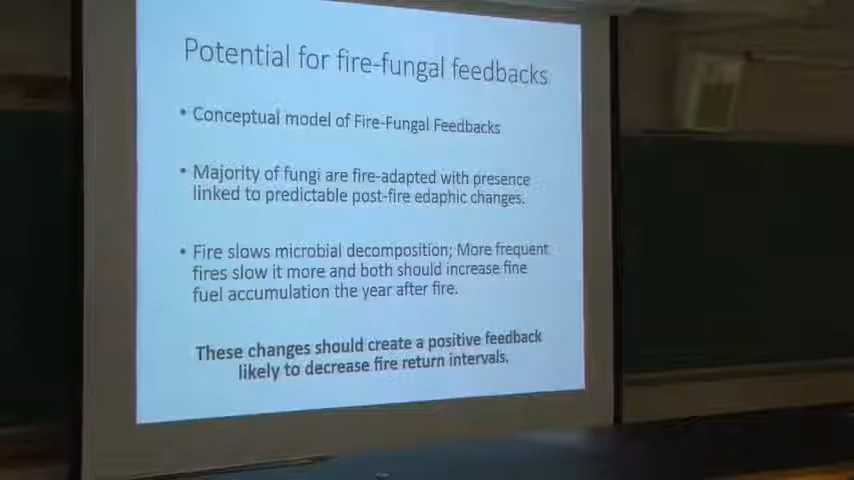 Potential for fire-fungal feedbacks
• Conceptual model of Fire-Fungal Feedbacks
• Majority of fungi are fire-adapted with presence
linked to predictable post-fire edaphic changes.
• Fire slows microbial decomposition; More frequent
fires slow it more and both should increase fine
fuel accumulation the year after fire.
These changes should create a positive feedback
likely to decrease fire return intervals.